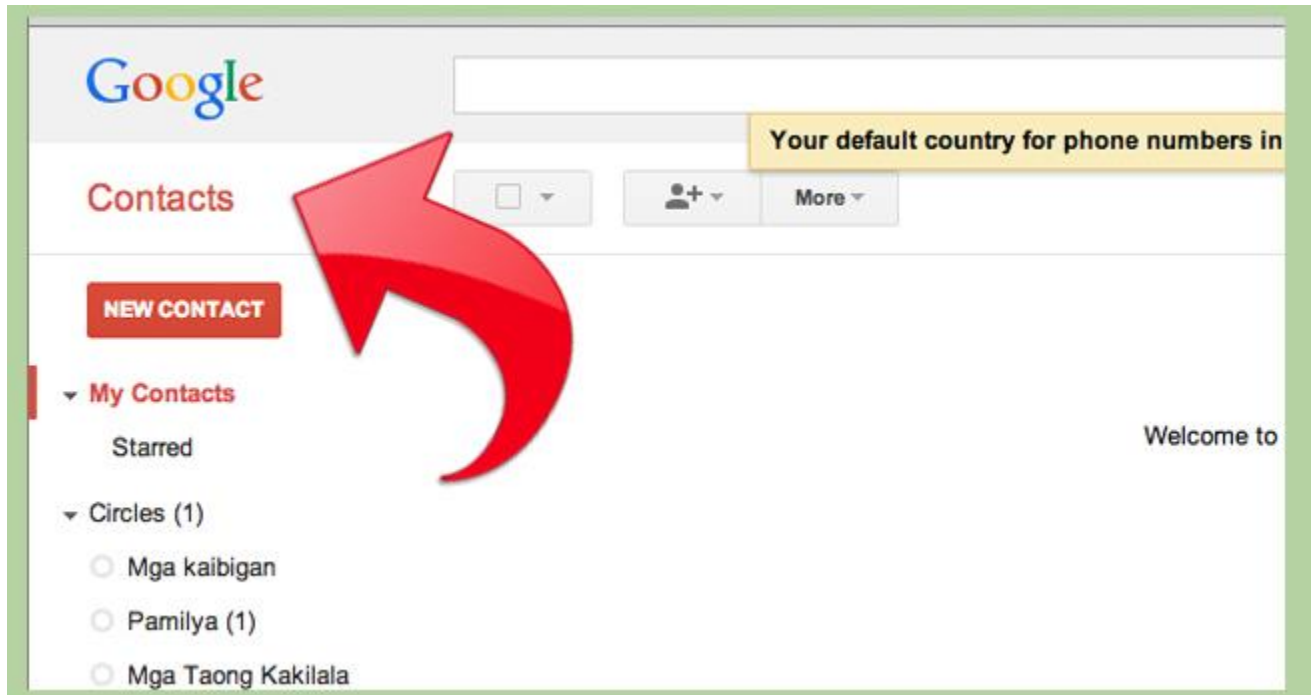 Google
Your default country for phone numbers in
Contacts
More
NEW CONTACT
My Contacts
Starred
Welcome to
Circles (1)
Mga kaibigan
Pamilya (1)
Mga Taong Kakilala